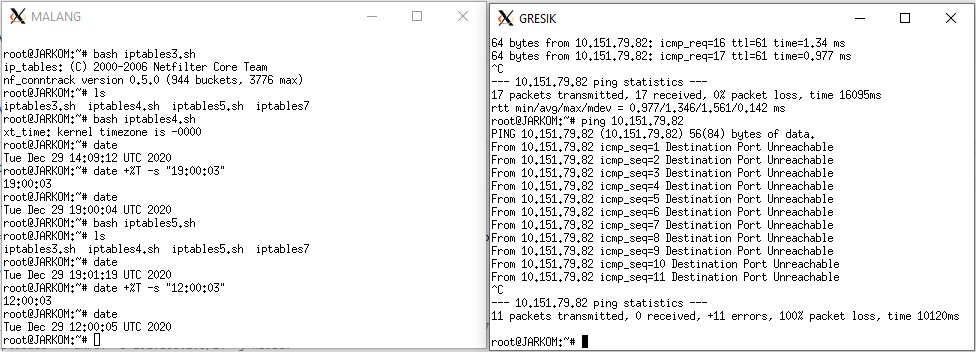 MALANG
root@JARKOM:~# bash iptables3.sh
ip_tables: (C) 2000-2006 Netfilter Core Team
nf_conntrack version 0.5.0 (944 buckets, 3776 max)
root@JARKOM:~# ls
iptables3.sh  iptables4.sh  iptables5.sh  iptables7
root@JARKOM:~# bash iptables4.sh
xt_time: kernel timezone is -0000
root@JARKOM:~# date
Tue Dec 29 14:09:12 UTC 2020
root@JARKOM:~# date +%T -s "19:00:03"
19:00:03
root@JARKOM:~# date
Tue Dec 29 19:00:04 UTC 2020
root@JARKOM:~# bash iptables5.sh
root@JARKOM:~# ls
iptables3.sh  iptables4.sh  iptables5.sh  iptables7
root@JARKOM:~# date
Tue Dec 29 19:01:19 UTC 2020
root@JARKOM:~# date +%T -s "12:00:03"
12:00:03
root@JARKOM:~# date
Tue Dec 29 12:00:05 UTC 2020
root@JARKOM:~#
GRESIK
64 bytes from 10.151.79.82: icmp_req=16 ttl=61 time=1.34 ms
64 bytes from 10.151.79.82: icmp_req=17 ttl=61 time=0.977 ms
^C
--- 10.151.79.82 ping statistics ---
17 packets transmitted, 17 received, 0% packet loss, time 16095ms
rtt min/avg/max/mdev = 0.977/1.346/1.561/0.142 ms
root@JARKOM:~# ping 10.151.79.82
PING 10.151.79.82 (10.151.79.82) 56(84) bytes of data.
From 10.151.79.82 icmp_seq=1 Destination Port Unreachable
From 10.151.79.82 icmp_seq=2 Destination Port Unreachable
From 10.151.79.82 icmp_seq=3 Destination Port Unreachable
From 10.151.79.82 icmp_seq=4 Destination Port Unreachable
From 10.151.79.82 icmp_seq=5 Destination Port Unreachable
From 10.151.79.82 icmp_seq=6 Destination Port Unreachable
From 10.151.79.82 icmp_seq=7 Destination Port Unreachable
From 10.151.79.82 icmp_seq=8 Destination Port Unreachable
From 10.151.79.82 icmp_seq=9 Destination Port Unreachable
From 10.151.79.82 icmp_seq=10 Destination Port Unreachable
From 10.151.79.82 icmp_seq=11 Destination Port Unreachable
^C
--- 10.151.79.82 ping statistics ---
11 packets transmitted, 0 received, +11 errors, 100% packet loss, time 10120ms
root@JARKOM:~#